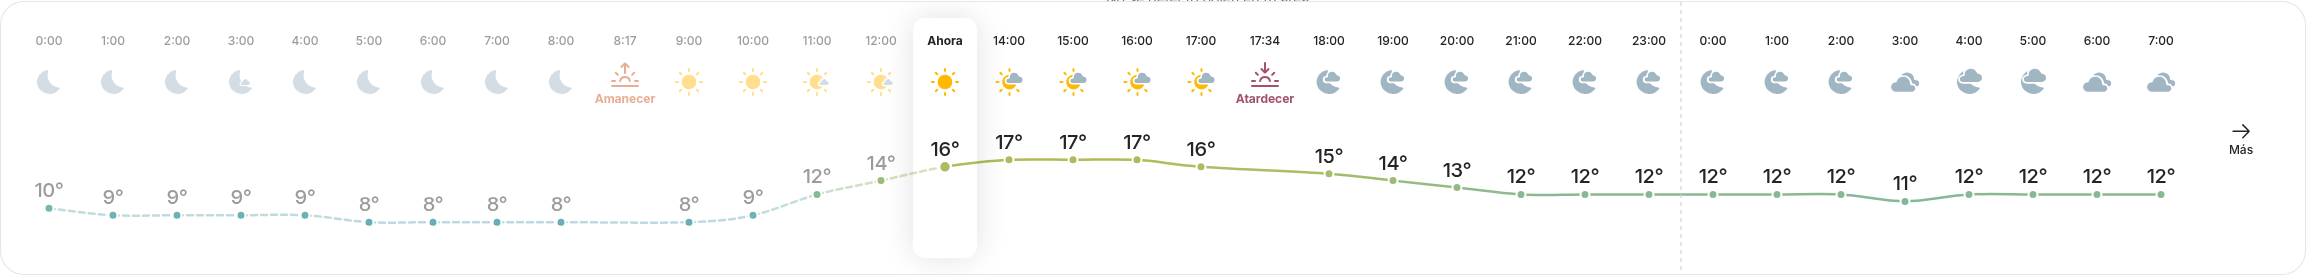 0:00 1:00 2:00 3:00 4:00 5:00 6:00 7:00 8:00 8:17 9:00 10:00 11:00 12:00 Ahora 14:00 15:00 16:00 17:00 17:34 18:00 19:00 20:00 21:00 22:00 23:00 0:00 1:00 2:00 3:00 4:00 5:00 6:00 7:00
Amanecer Atardecer
10° 9° 9° 9° 9° 8° 8° 8° 8° 8° 9° 12° 14° 16° 17° 17° 17° 16° 15° 14° 13° 12° 12° 12° 12° 12° 12° 11° 12° 12° 12° 12°
Más